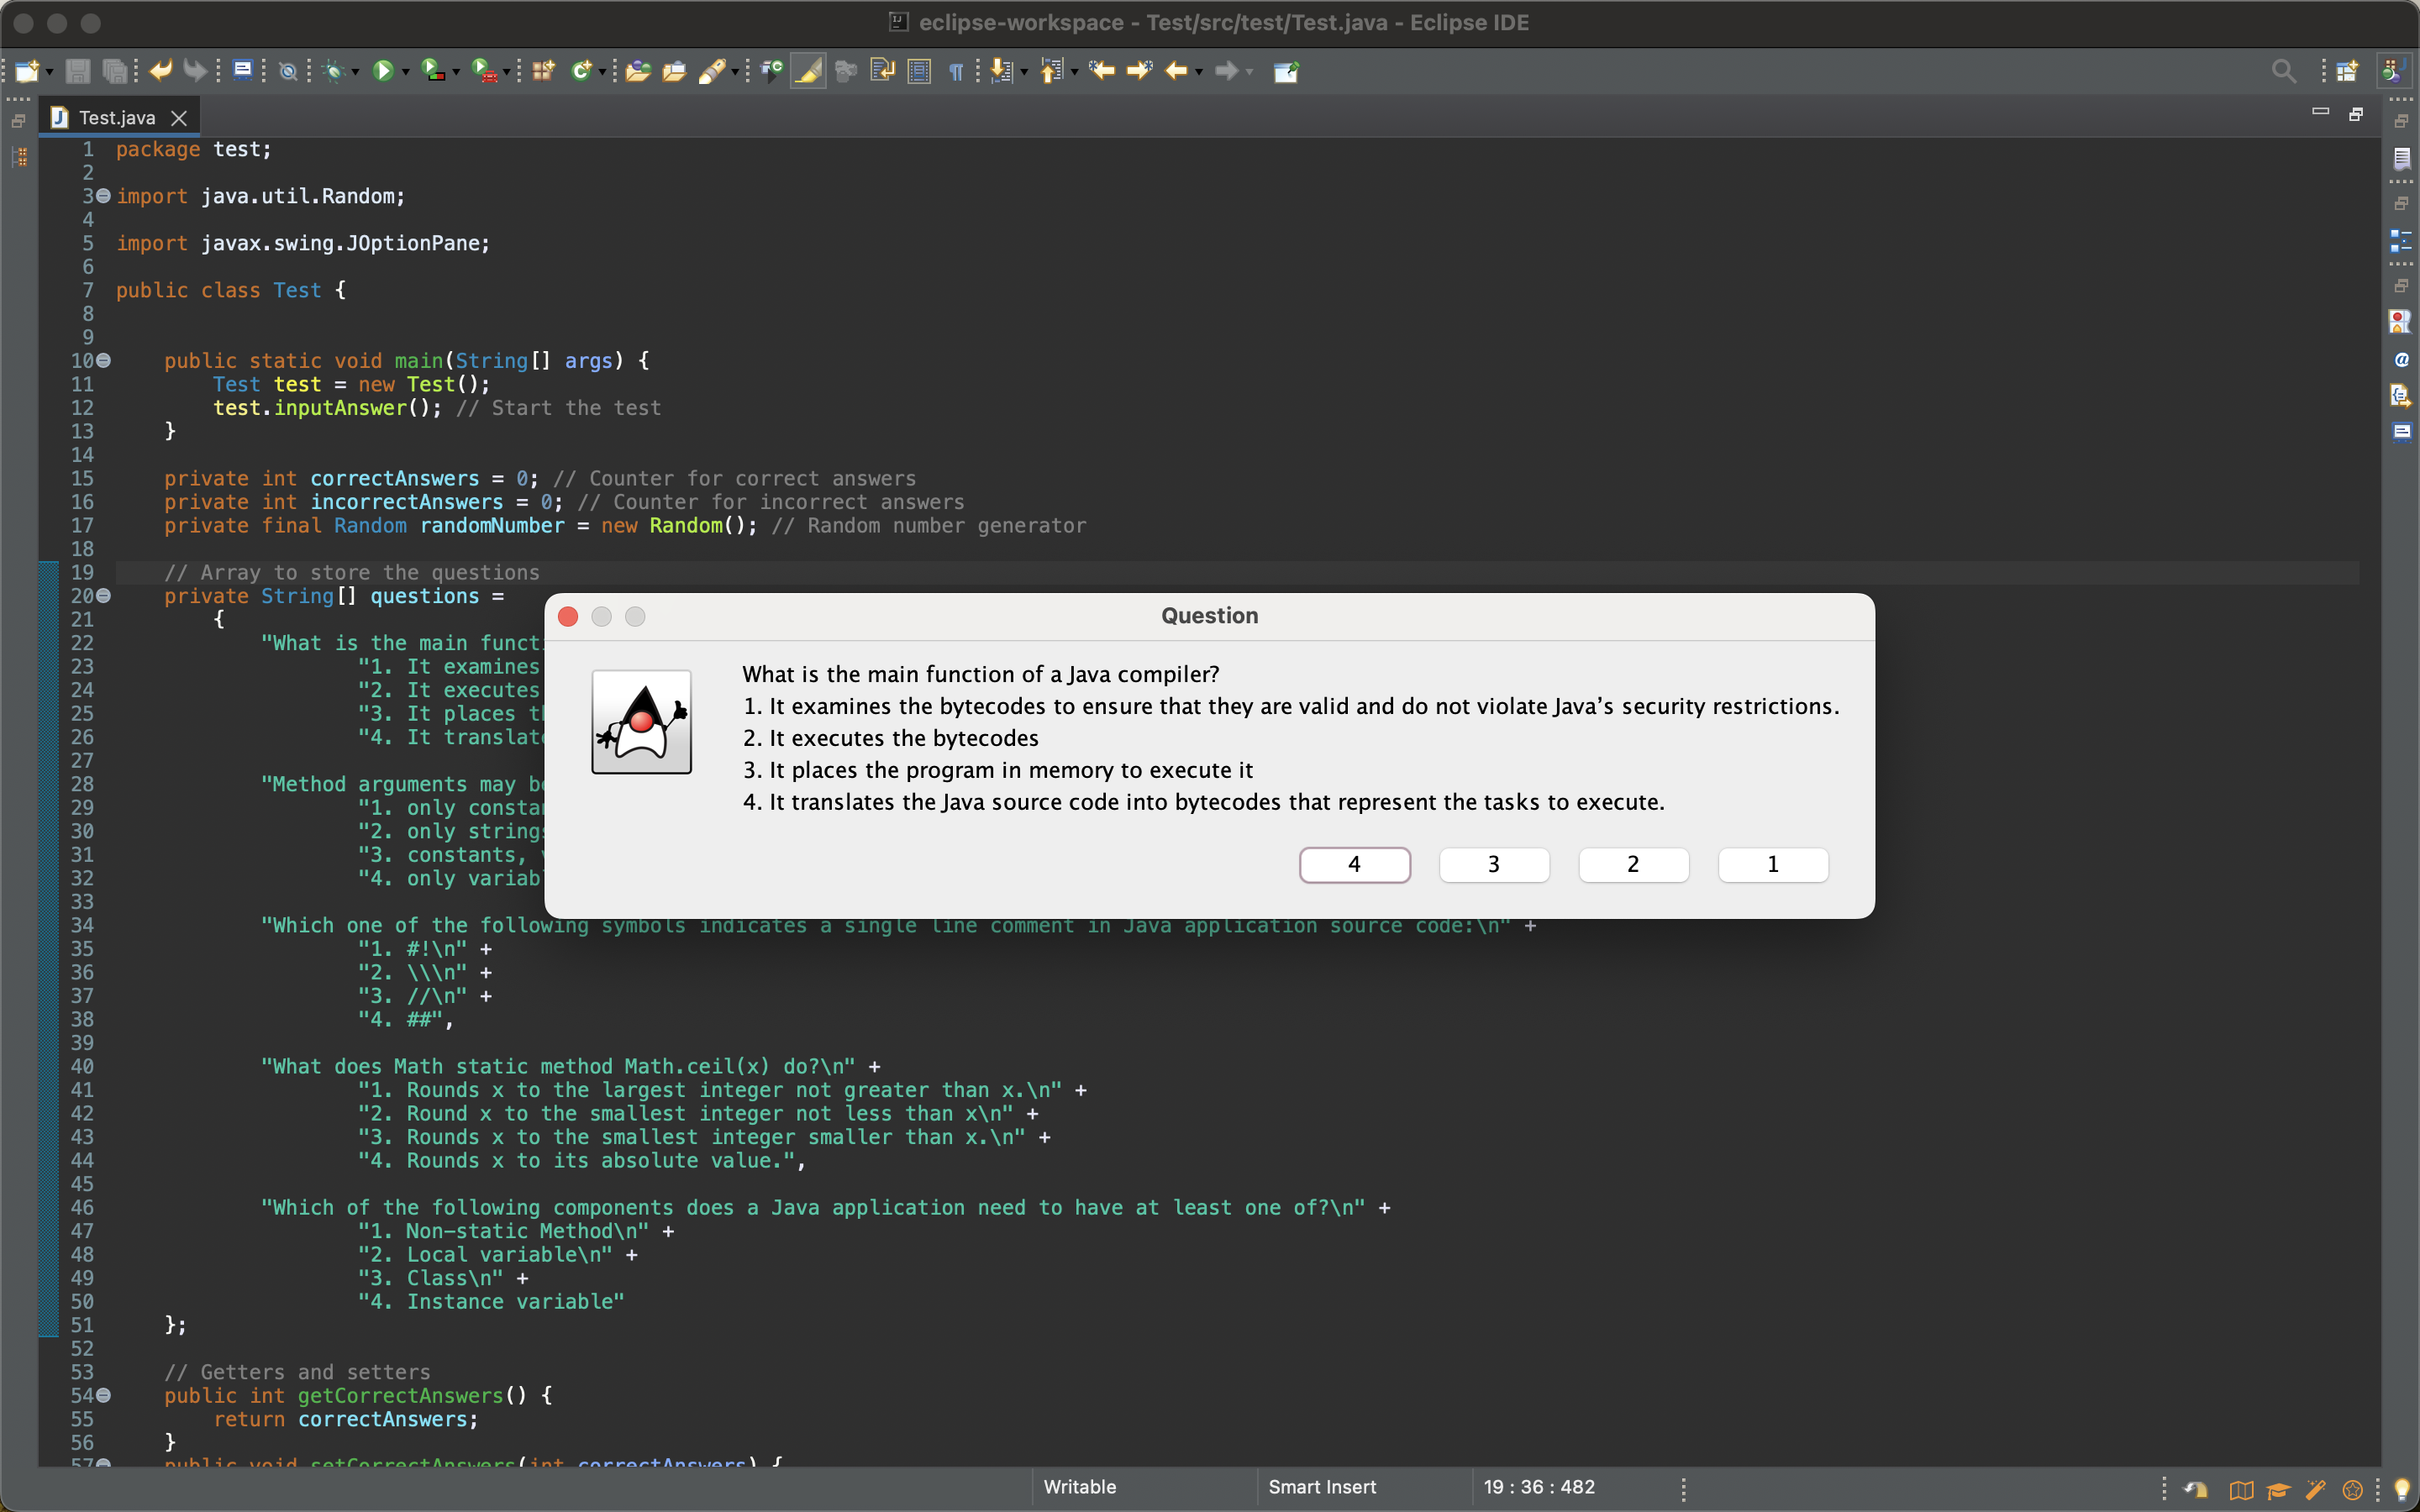 eclipse-workspace - Test/src/test/Test.java - Eclipse IDE
Test.java
1 package test;
2
3 import java.util.Random;
4
5 import javax.swing.JOptionPane;
6
7 public class Test {
8
9
10 public static void main(String[] args) {
11 Test test = new Test();
12 test.inputAnswer(); // Start the test
13 }
14
15 private int correctAnswers = 0; // Counter for correct answers
16 private int incorrectAnswers = 0; // Counter for incorrect answers
17 private final Random randomNumber = new Random(); // Random number generator
18
19 // Array to store the questions
20 private String[] questions =
21 {
22 "What is the main functi
23 "1. It examines
24 "2. It executes
25 "3. It places t
26 "4. It translat
27
28 "Method arguments may b
29 "1. only consta
30 "2. only string
31 "3. constants,
32 "4. only variab
33
Question
What is the main function of a Java compiler?
1. It examines the bytecodes to ensure that they are valid and do not violate Java’s security restrictions.
2. It executes the bytecodes
3. It places the program in memory to execute it
4. It translates the Java source code into bytecodes that represent the tasks to execute.
4 3 2 1
34 "Which one of the following symbols indicates a single line comment in Java application source code:\n" +
35 "1. #!\n" +
36 "2. \\\n" +
37 "3. //\n" +
38 "4. ##",
39
40 "What does Math static method Math.ceil(x) do?\n" +
41 "1. Rounds x to the largest integer not greater than x.\n" +
42 "2. Round x to the smallest integer not less than x\n" +
43 "3. Rounds x to the smallest integer smaller than x.\n" +
44 "4. Rounds x to its absolute value.",
45
46 "Which of the following components does a Java application need to have at least one of?\n" +
47 "1. Non-static Method\n" +
48 "2. Local variable\n" +
49 "3. Class\n" +
50 "4. Instance variable"
51 };
52
53 // Getters and setters
54 public int getCorrectAnswers() {
55 return correctAnswers;
56 }
57 public void setCorrectAnswers(int correctAnswers) {
Writable Smart Insert 19 : 36 : 482